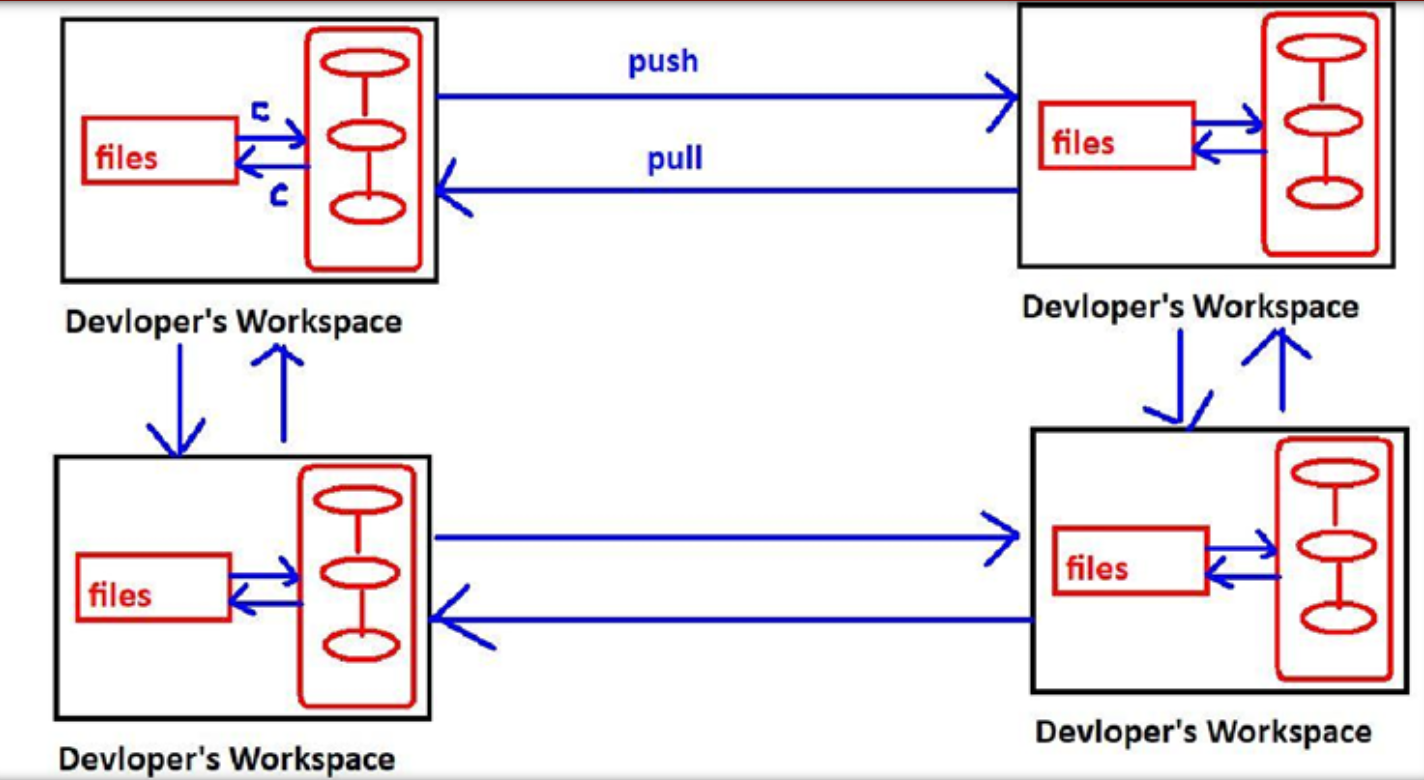 push
C
files
files
pull
C
Devloper's Workspace
Devloper's Workspace
files
files
Devloper's Workspace
Devloper's Workspace